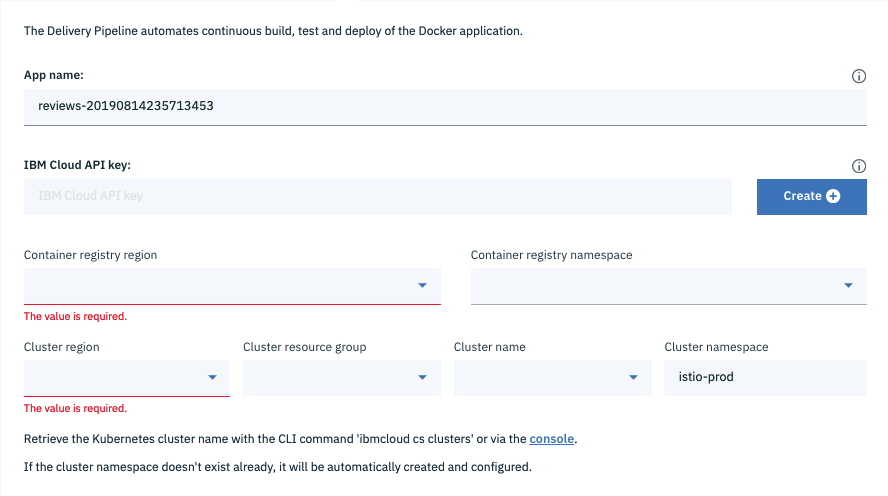 The Delivery Pipeline automates continuous build, test and deploy of the Docker application.
App name:
reviews-20190814235713453
IBM Cloud API key:
IBM Cloud API key
Create
Container registry region
Container registry namespace
The value is required.
Cluster region
Cluster resource group
Cluster name
Cluster namespace
istio-prod
The value is required.
Retrieve the Kubernetes cluster name with the CLI command 'ibmcloud cs clusters' or via the console.
If the cluster namespace doesn't exist already, it will be automatically created and configured.